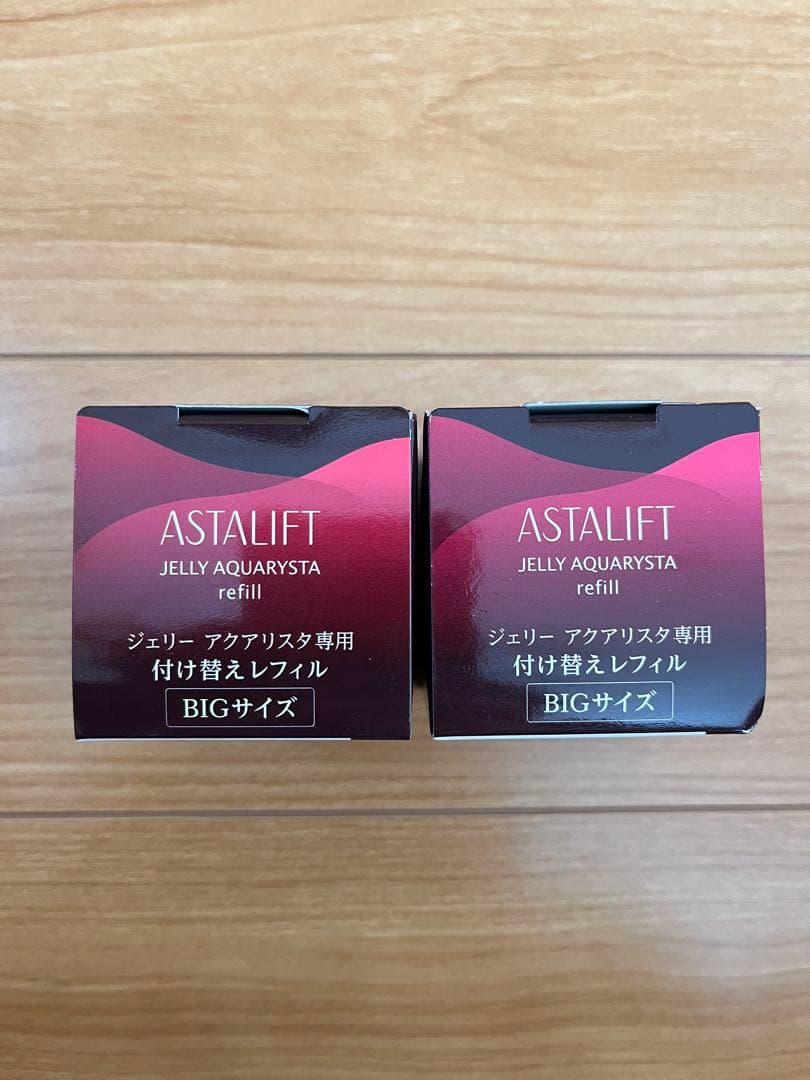 ASTALIFT
JELLY AQUARYSTA
refill
ジェリー アクアリスタ専用
付け替えレフィル
BIGサイズ
ASTALIFT
JELLY AQUARYSTA
refill
ジェリー アクアリスタ専用
付け替えレフィル
BIGサイズ